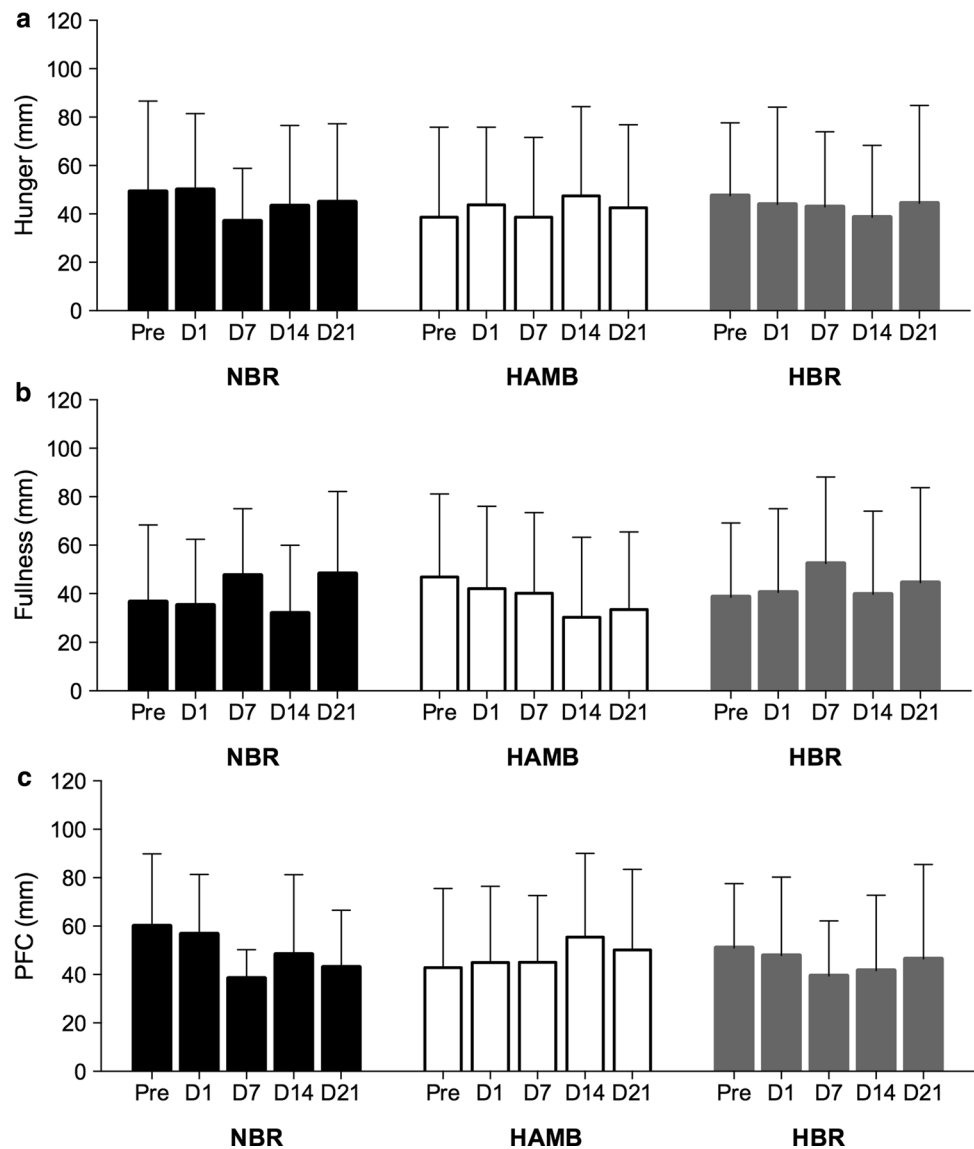 a
120
100
80
60
40
20
0
Hunger (mm)
Pre D1 D7 D14 D21 Pre D1 D7 D14 D21 Pre D1 D7 D14 D21
NBR HAMB HBR
b
120
100
80
60
40
20
0
Fullness (mm)
Pre D1 D7 D14 D21 Pre D1 D7 D14 D21 Pre D1 D7 D14 D21
NBR HAMB HBR
c
120
100
80
60
40
20
0
PFC (mm)
Pre D1 D7 D14 D21 Pre D1 D7 D14 D21 Pre D1 D7 D14 D21
NBR HAMB HBR